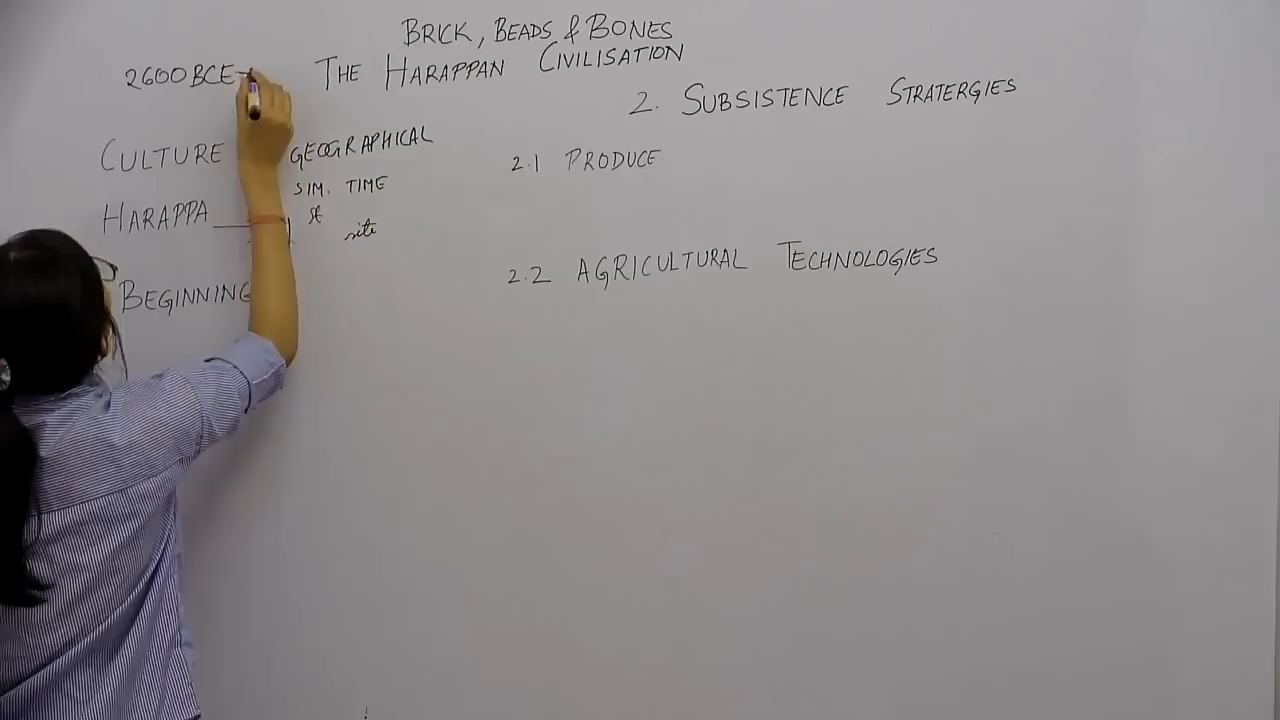 BRICK, BEADS & BONES
THE HARAPPAN CIVILISATION
2600 BCE -
2. SUBSISTENCE STRATERGIES
CULTURE
GEOGRAPHICAL
SIM. TIME
st
HARAPPA
site
BEGINNING
2.1 PRODUCE
2.2 AGRICULTURAL TECHNOLOGIES